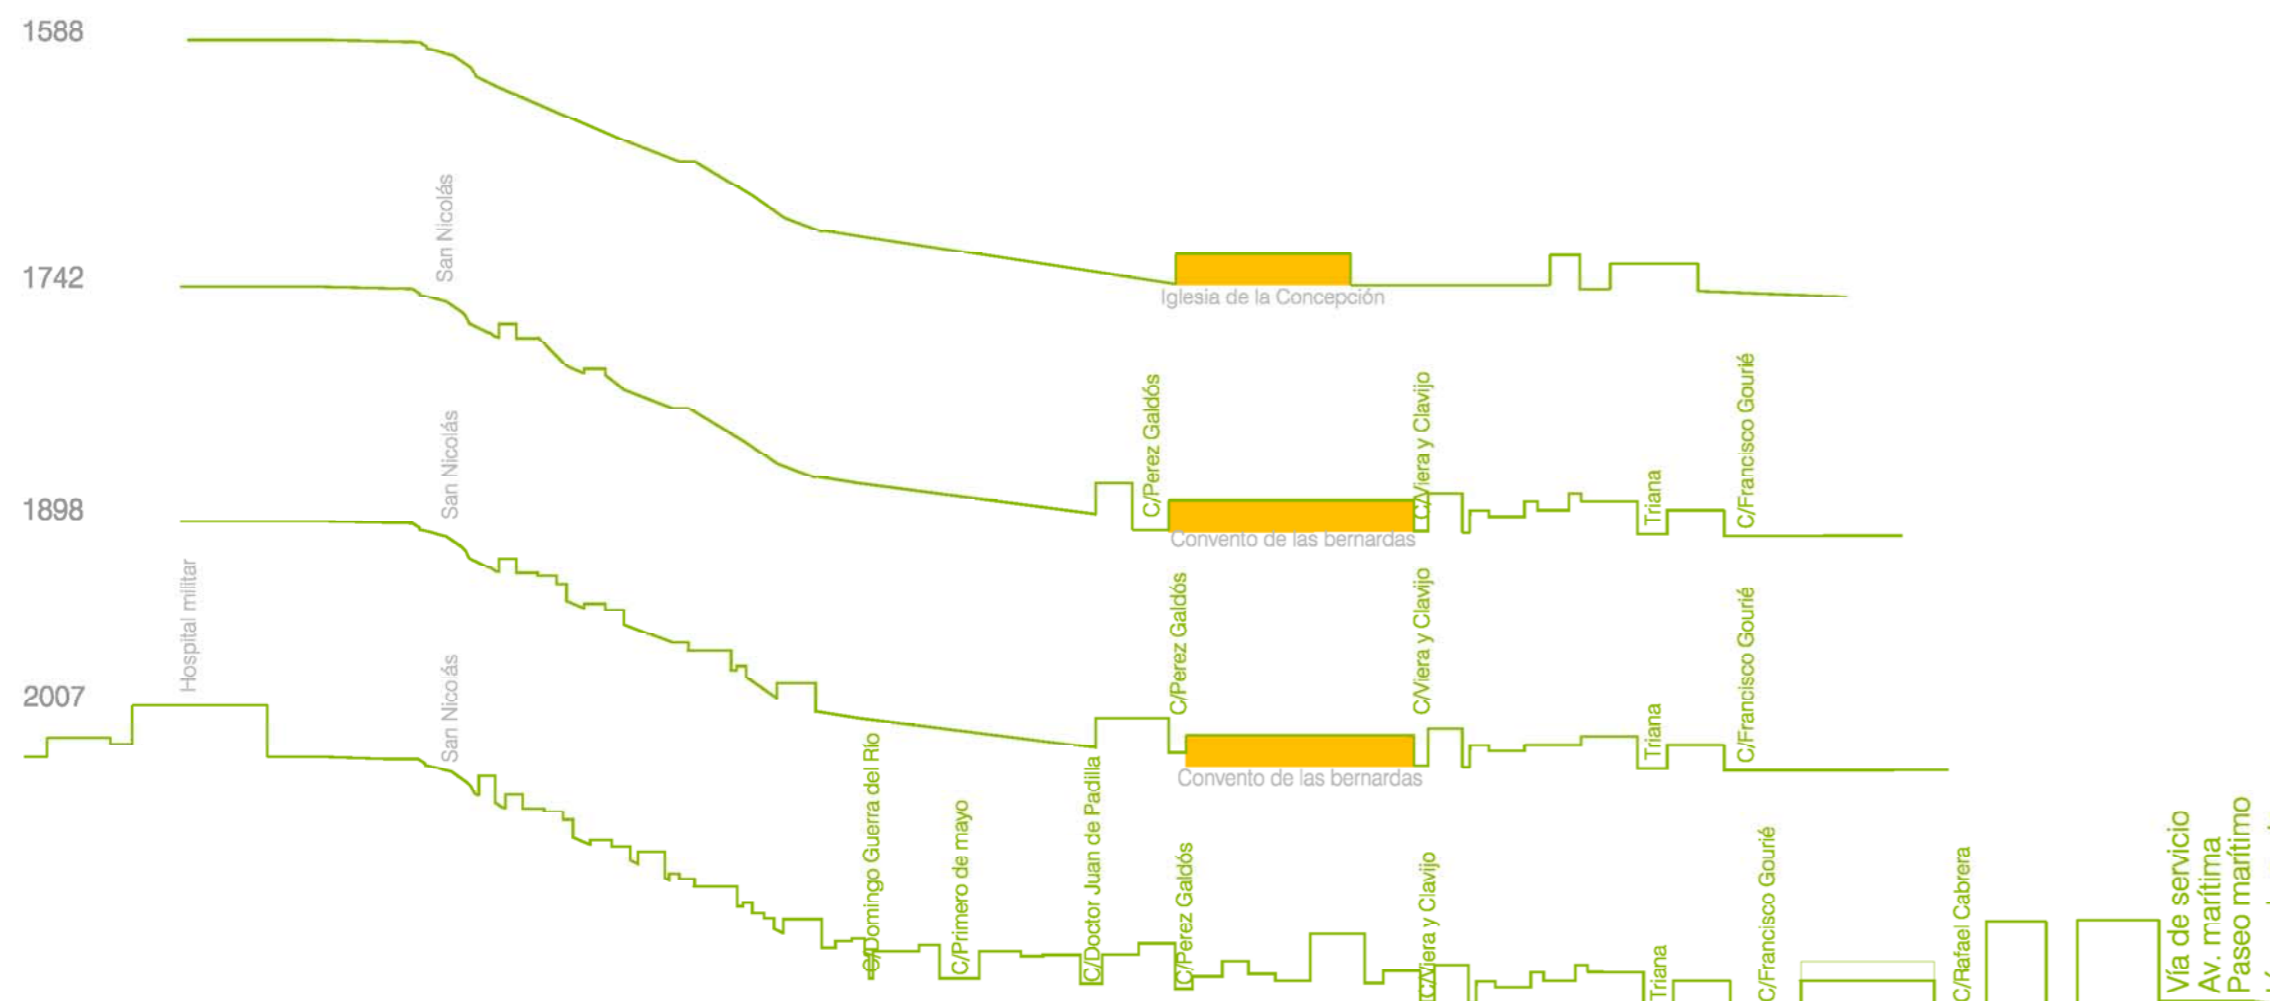 1588
Iglesia de la Concepción
1742
San Nicolás
C/Perez Galdós
C/Viera y Clavijo
Triana
C/Francisco Gourié
Convento de las bernardas
1898
San Nicolás
C/Perez Galdós
C/Viera y Clavijo
Triana
C/Francisco Gourié
Convento de las bernardas
2007
Hospital militar
San Nicolás
C/Domingo Guerra del Río
C/Primero de mayo
C/Doctor Juan de Padilla
C/Perez Galdós
C/Viera y Clavijo
Triana
C/Francisco Gourié
C/Rafael Cabrera
Vía de servicio
Av. marítima
Paseo marítimo